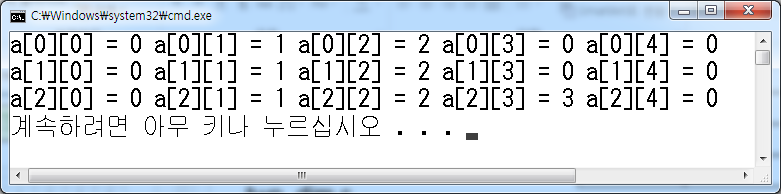 C:₩Windows₩system32₩cmd.exe
a[0][0] = 0 a[0][1] = 1 a[0][2] = 2 a[0][3] = 0 a[0][4] = 0
a[1][0] = 0 a[1][1] = 1 a[1][2] = 2 a[1][3] = 0 a[1][4] = 0
a[2][0] = 0 a[2][1] = 1 a[2][2] = 2 a[2][3] = 3 a[2][4] = 0
계속하려면 아무 키나 누르십시오 . . .